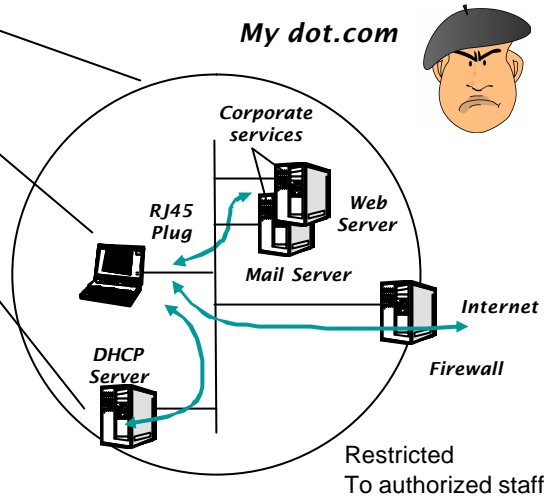 My dot.com
Corporate
services
RJ45
Plug
Web
Server
Mail Server
Internet
DHCP
Server
Firewall
Restricted
To authorized staff